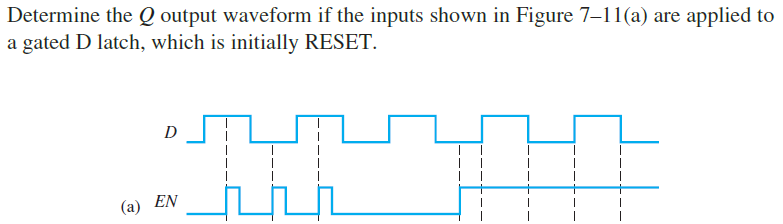 Determine the Q output waveform if the inputs shown in Figure 7–11(a) are applied to
a gated D latch, which is initially RESET.
D
(a) EN